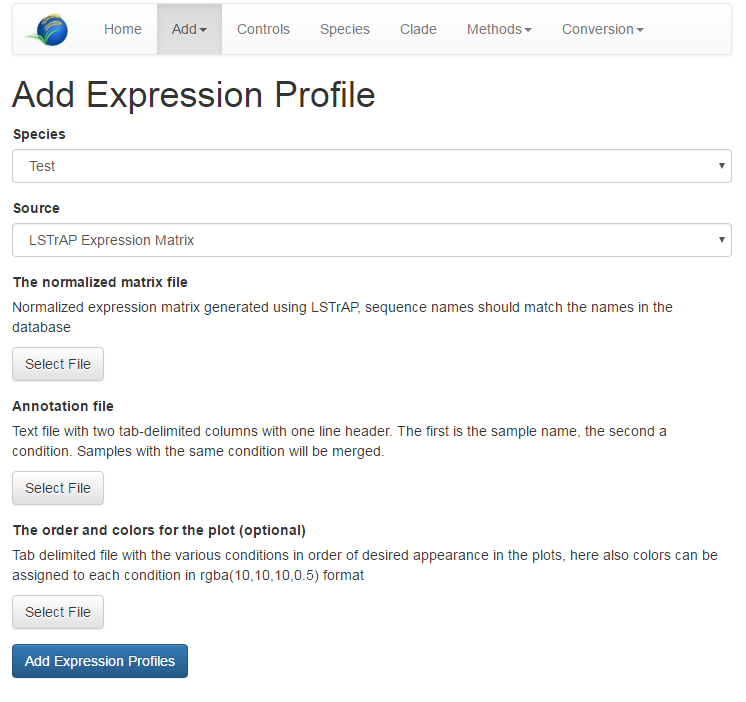 Home Add Controls Species Clade Methods Conversion
Add Expression Profile
Species
Test
Source
LSTrAP Expression Matrix
The normalized matrix file
Normalized expression matrix generated using LSTrAP, sequence names should match the names in the
database
Select File
Annotation file
Text file with two tab-delimited columns with one line header. The first is the sample name, the second a
condition. Samples with the same condition will be merged.
Select File
The order and colors for the plot (optional)
Tab delimited file with the various conditions in order of desired appearance in the plots, here also colors can be
assigned to each condition in rgba(10,10,10,0.5) format
Select File
Add Expression Profiles